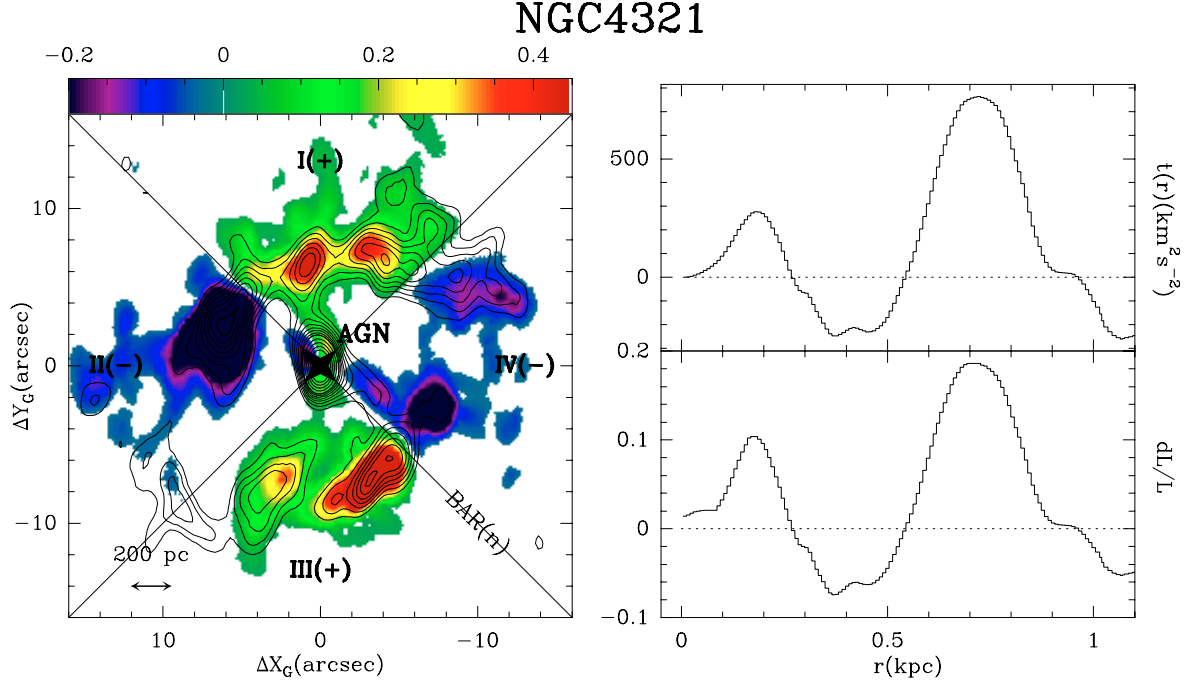 NGC4321
−0.2 0 0.2 0.4
I(+)
10
AGN
II(−)
0
IV(−)
ΔY_G(arcsec)
BAR(n)
−10
200 pc
III(+)
10 0 −10
ΔX_G(arcsec)
500
0
t(r)(km²s⁻²)
0.2
0.1
0
−0.1
dL/L
0 0.5 1
r(kpc)